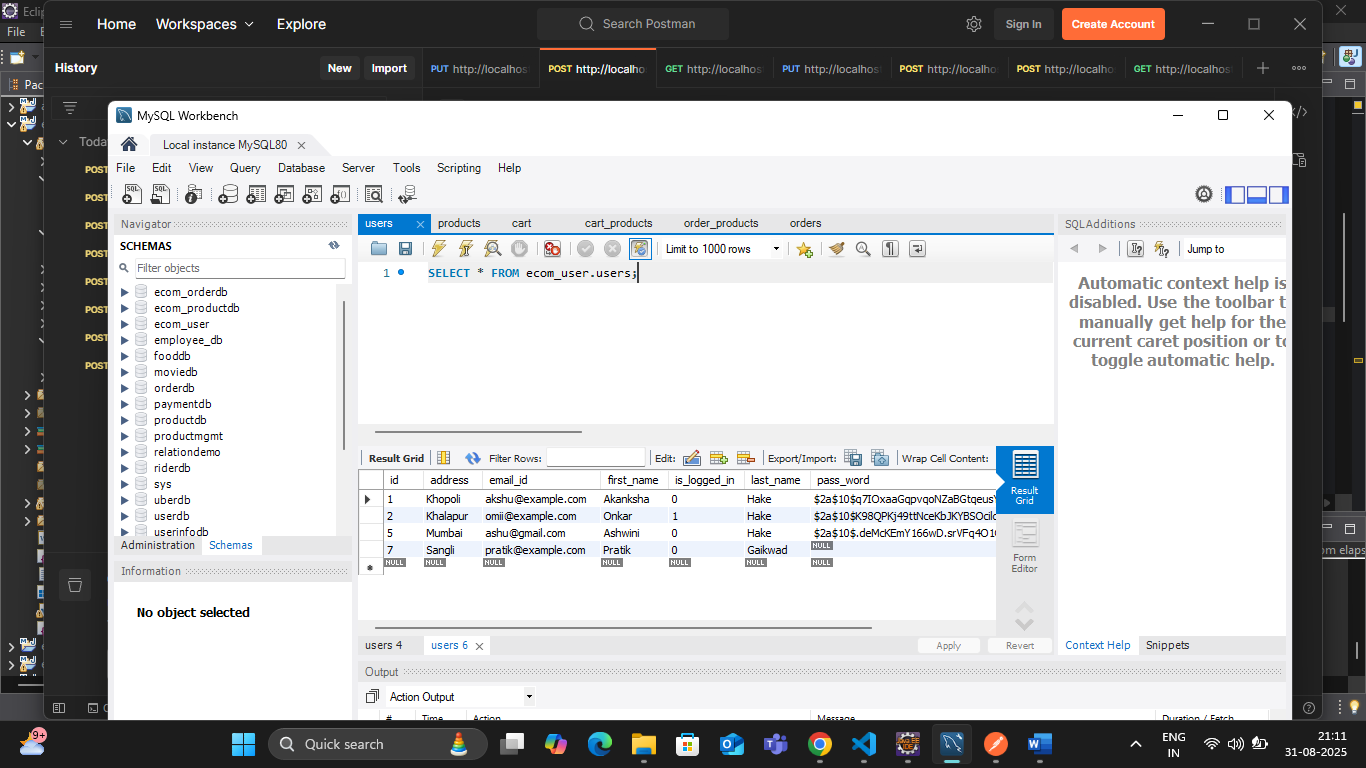 Eclip
File
Home
Workspaces
Explore
Search Postman
Sign In
Create Account
History
New
Import
PUT http://localhos
POST http://localho
GET http://localhos
PUT http://localhos
POST http://localhos
POST http://localhos
GET http://localhos
Pac
Today
POST
POST
POST
POST
POST
POST
POST
POST
MySQL Workbench
Local instance MySQL80
File Edit View Query Database Server Tools Scripting Help
Navigator
SCHEMAS
Filter objects
ecom_orderdb
ecom_productdb
ecom_user
employee_db
fooddb
moviedb
orderdb
paymentdb
productdb
productmgmt
relationdemo
riderdb
sys
uberdb
userdb
userinfodb
Administration Schemas
Information
No object selected
users products cart cart_products order_products orders
Limit to 1000 rows
1 SELECT * FROM ecom_user.users;
SQLAdditions
Jump to
Automatic context help is
disabled. Use the toolbar t
manually get help for the
current caret position or to
toggle automatic help.
Result Grid Filter Rows: Edit: Export/Import: Wrap Cell Content:
id address email_id first_name is_logged_in last_name pass_word
1 Khopoli akshu@example.com Akanksha 0 Hake $2a$10$q7IOxaaGqpvqoNZaBGtqeus
2 Khalapur omii@example.com Onkar 1 Hake $2a$10$K98QPKj49ttNceKbJKYBSOcilc
5 Mumbai ashu@gmail.com Ashwini 0 Hake $2a$10$.deMcKEmY166wD.srVFq4O1
7 Sangli pratik@example.com Pratik 0 Gaikwad NULL
NULL NULL NULL NULL NULL NULL NULL
Result
Grid
Form
Editor
users 4 users 6
Apply Revert
Context Help Snippets
Output
Action Output
# Time Action Message Duration / Fetch
om elaps
9+
Quick search
ENG
IN
21:11
31-08-2025